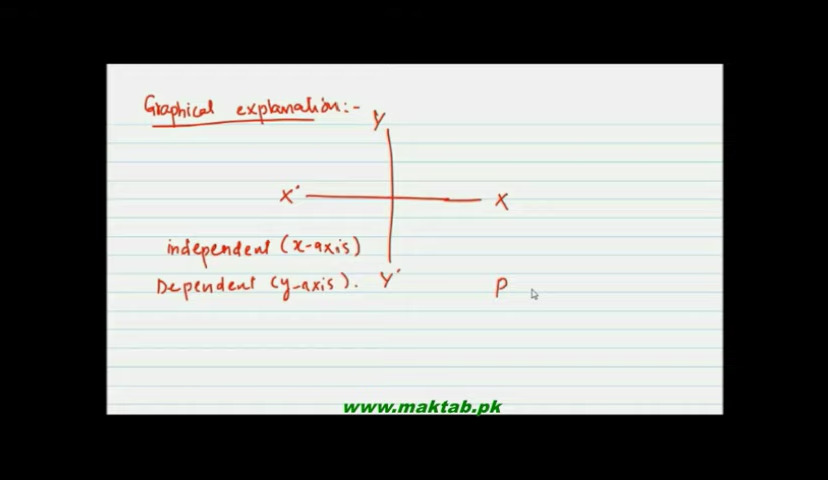 Graphical explanation:-
Y
X' X
independent (x-axis)
Dependent (y-axis). Y' P
www.maktab.pk